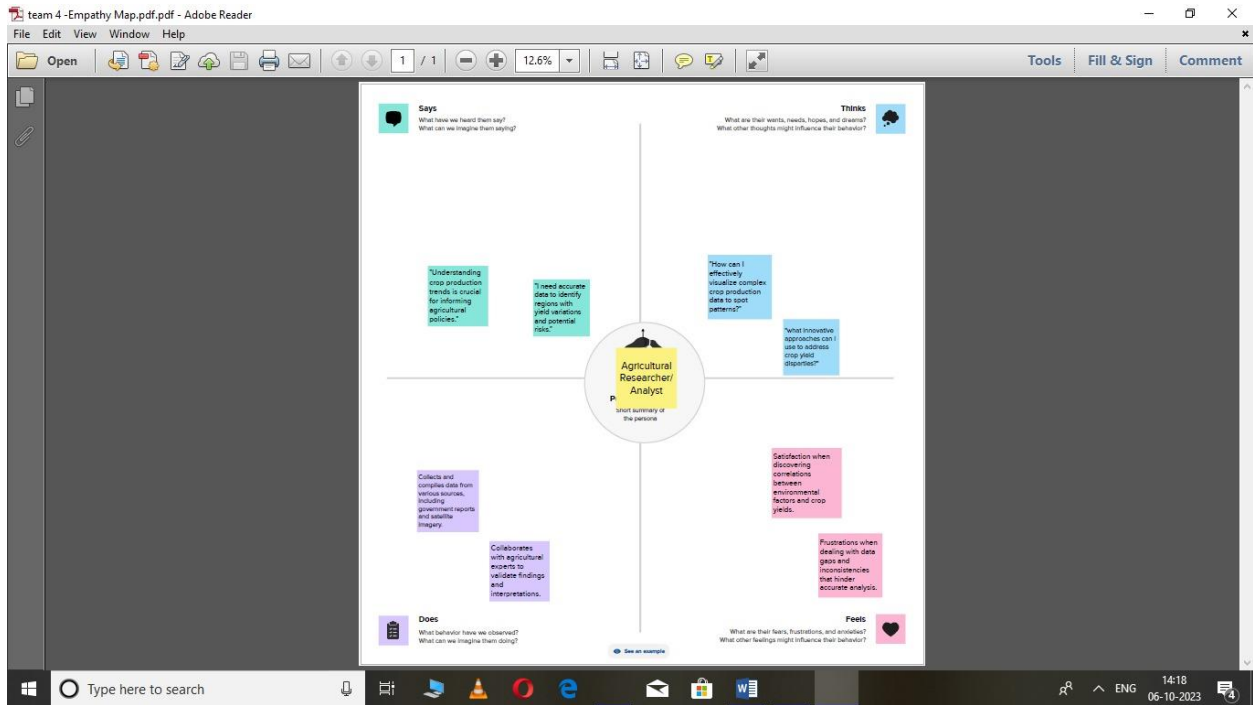 team 4 -Empathy Map.pdf.pdf - Adobe Reader
File Edit View Window Help
Open
1 / 1
12.6%
Tools
Fill & Sign
Comment
Says
What have we heard them say?
What can we imagine them saying?
Thinks
What are their wants, needs, hopes, and dreams?
What other thoughts might influence their behavior?
"Understanding
crop production
trends is crucial
for informing
agricultural
policies."
"I need accurate
data to identify
regions with
yield variations
and potential
risks."
"How can I
effectively
visualize complex
crop production
data to spot
patterns?"
"what innovative
approaches can I
use to address
crop yield
disparties?"
Agricultural
Researcher/
Analyst
Short summary of
the persona
Collects and
compiles data from
various sources,
including
government reports
and satellite
imagery.
Collaborates
with agricultural
experts to
validate findings
and
interpretations.
Satisfaction when
discovering
correlations
between
environmental
factors and crop
yields.
Frustrations when
dealing with data
gaps and
inconsistencies
that hinder
accurate analysis.
Does
What behavior have we observed?
What can we imagine them doing?
Feels
What are their fears, frustrations, and anxieties?
What other feelings might influence their behavior?
See an example
Type here to search
ENG
14:18
06-10-2023
4